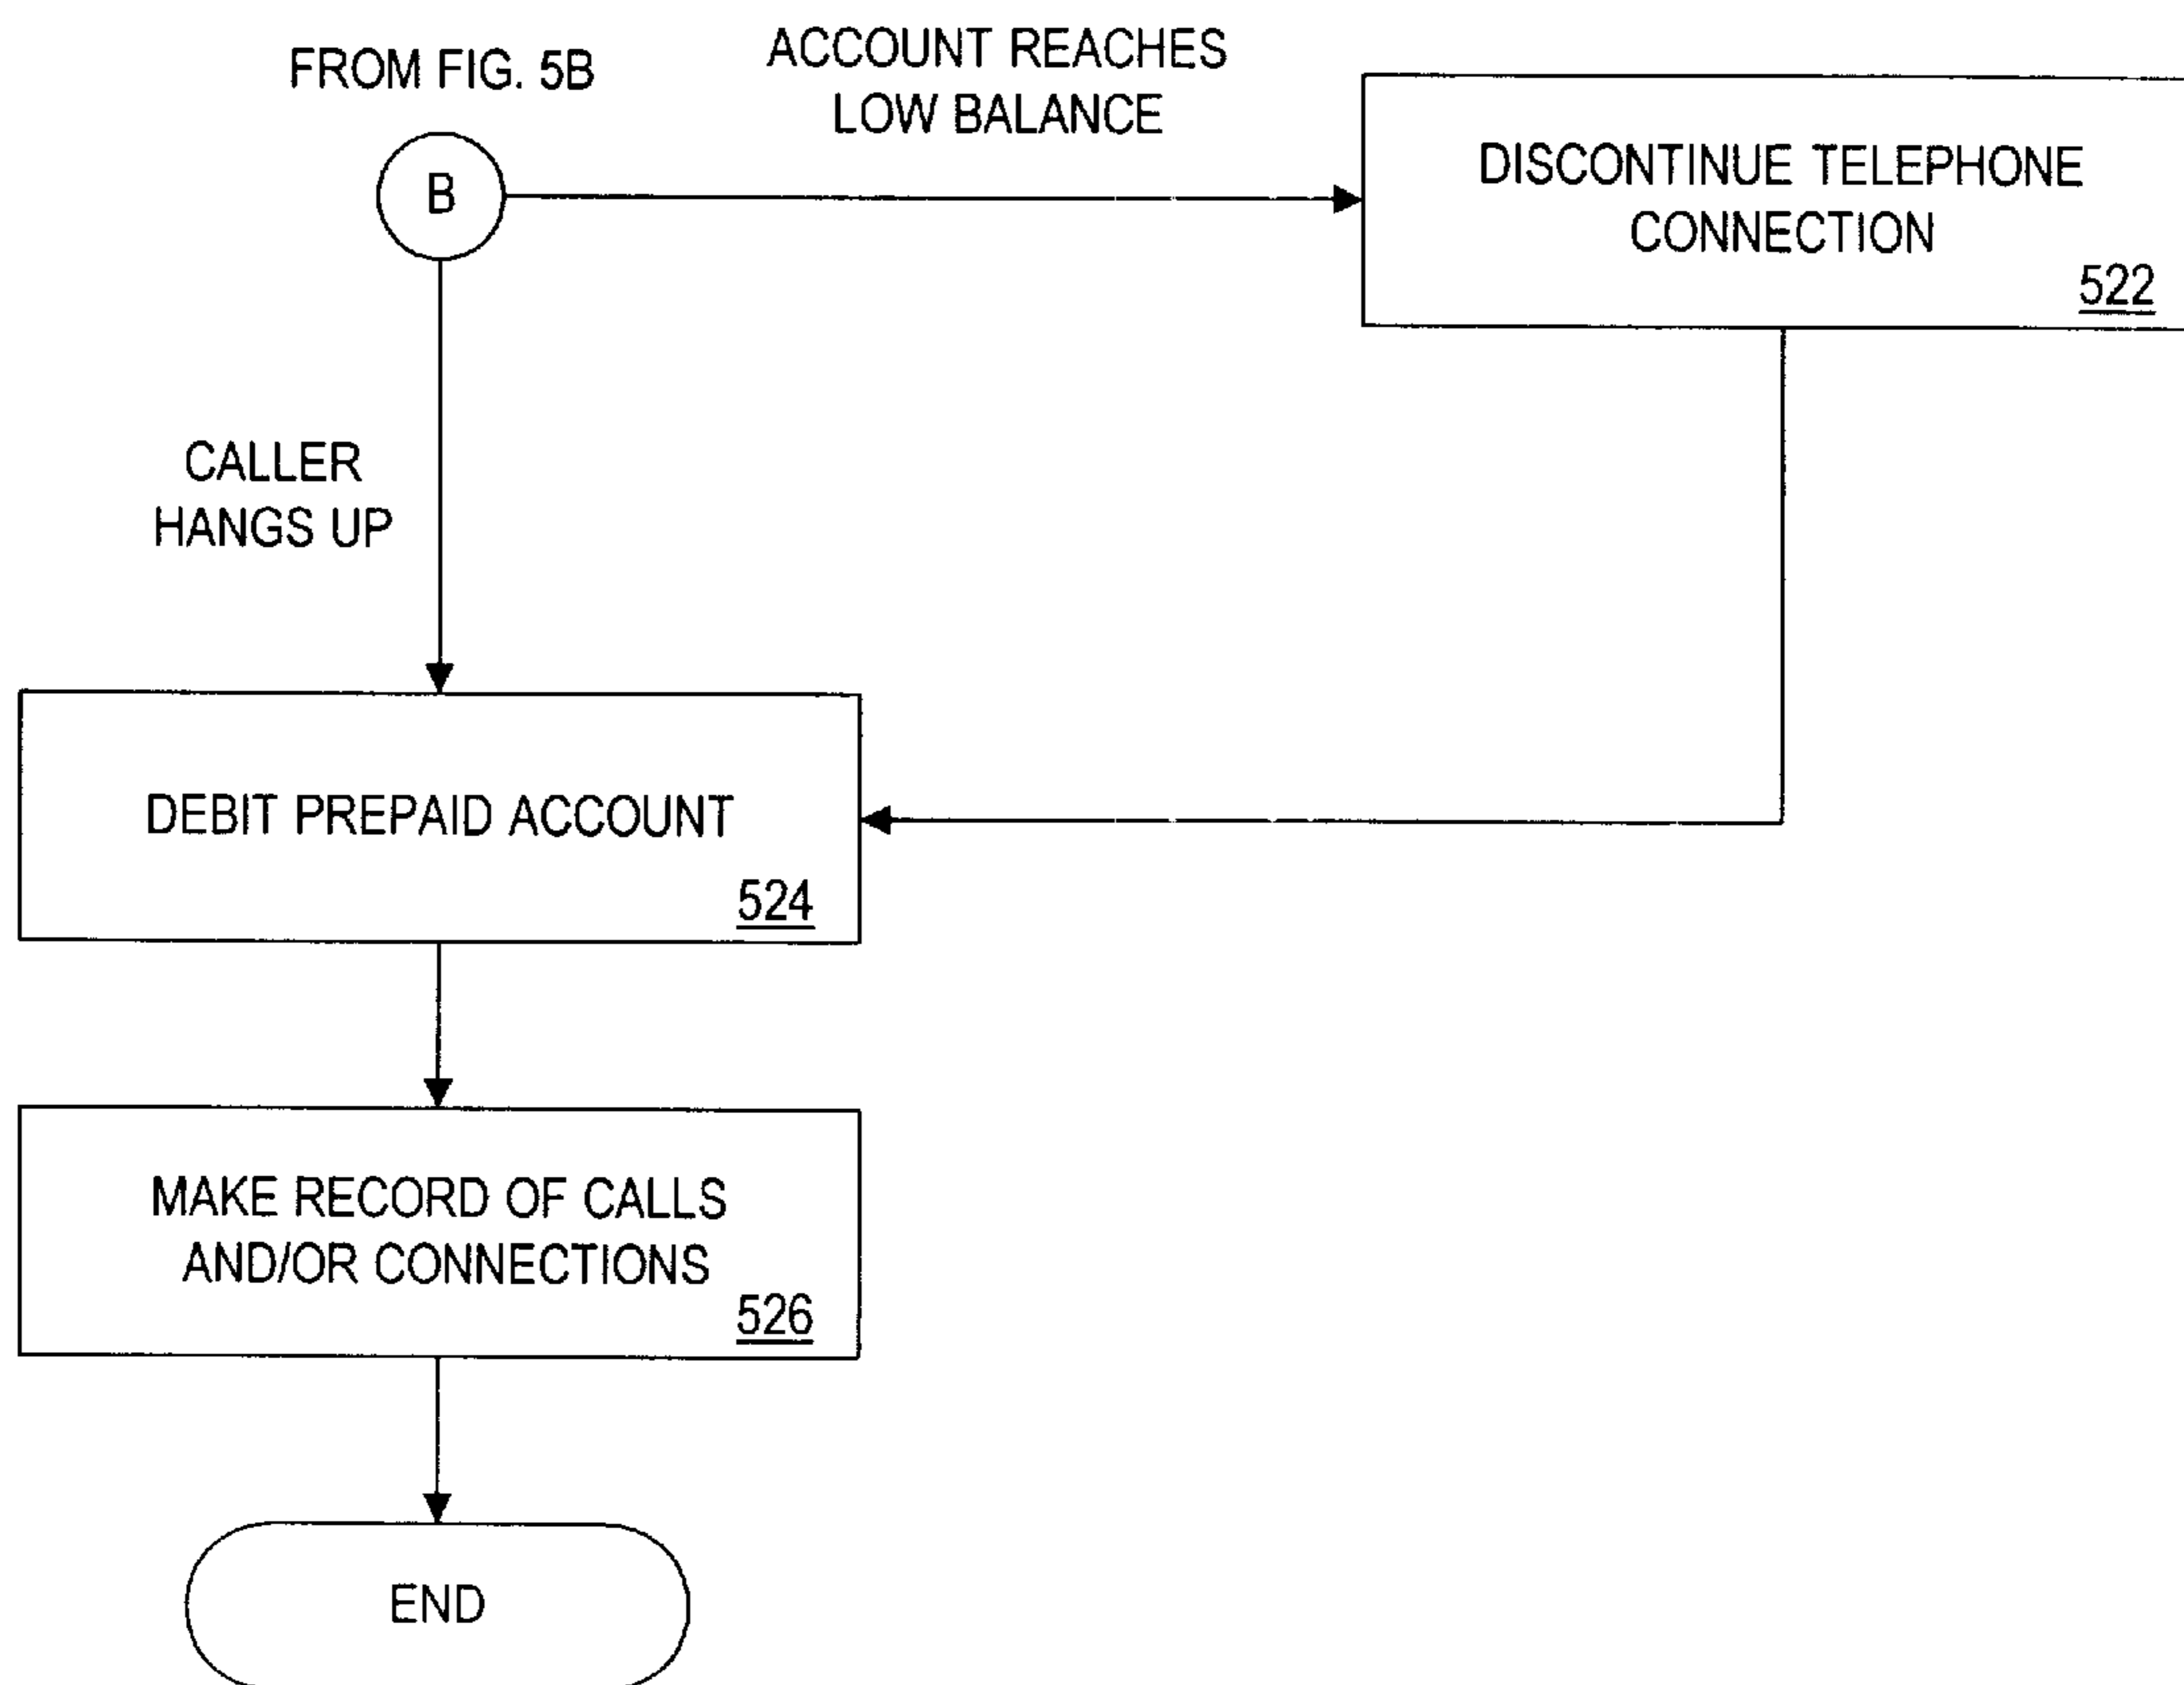 FROM FIG. 5B
ACCOUNT REACHES
LOW BALANCE
B
DISCONTINUE TELEPHONE
CONNECTION
522
CALLER
HANGS UP
DEBIT PREPAID ACCOUNT
524
MAKE RECORD OF CALLS
AND/OR CONNECTIONS
526
END